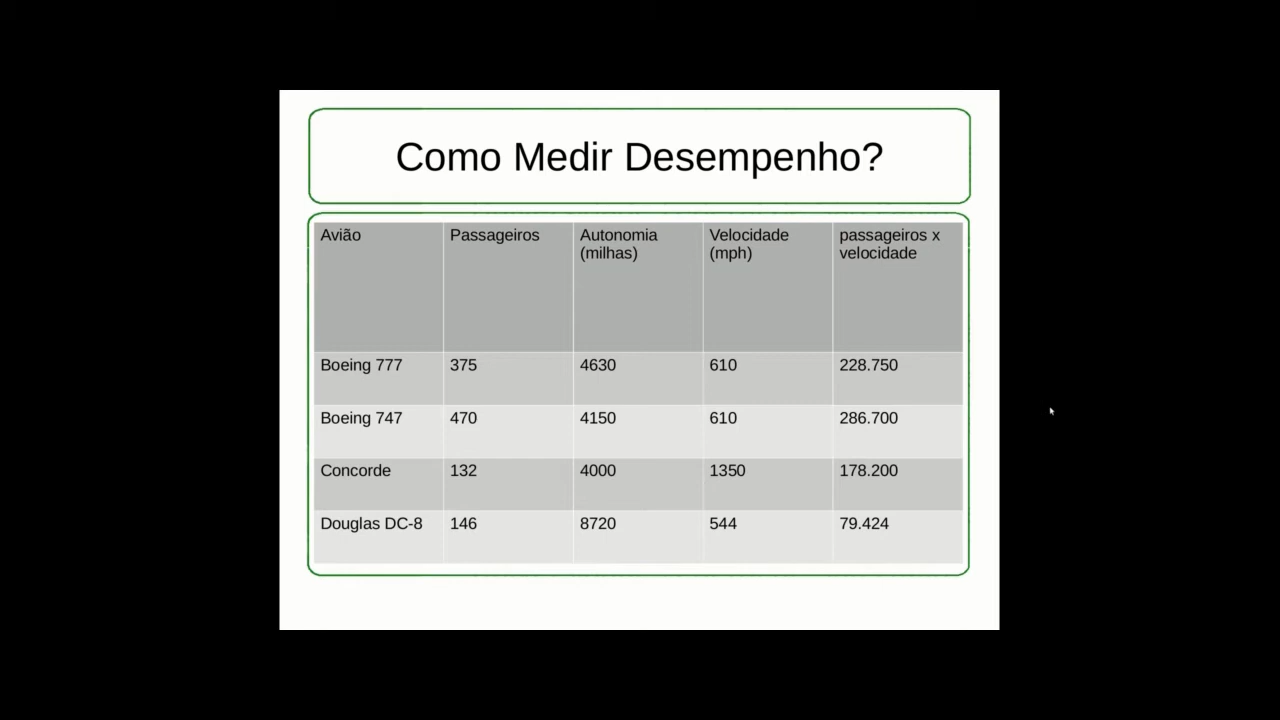 Como Medir Desempenho?
Avião Passageiros Autonomia (milhas) Velocidade (mph) passageiros x velocidade
Boeing 777 375 4630 610 228.750
Boeing 747 470 4150 610 286.700
Concorde 132 4000 1350 178.200
Douglas DC-8 146 8720 544 79.424